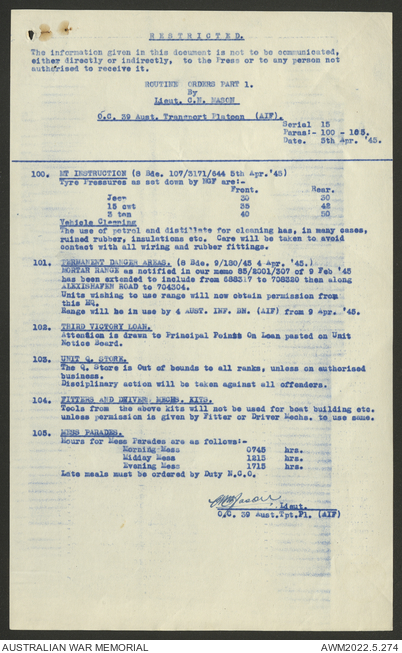 RESTRICTED.
The information given in this document is not to be communicated,
either directly or indirectly, to the Press or to any person not
authorised to receive it.
ROUTINE ORDERS PART 1.
By
Lieut. C.H. MASON
O.C. 39 Aust. Transport Platoon (AIF).
Serial 15
Paras:- 100 - 105.
Date. 5th Apr. '45.
100. MT INSTRUCTION (8 Bde. 107/3171/644 5th Apr. '45)
Tyre Pressures as set down by are:-
Front. Rear.
Jeep 30 30
15 cwt 35 42
3 ton 40 50
Vehicle Cleaning
The use of petrol and distillate for cleaning has, in many cases,
ruined rubber, insulations etc. Care will be taken to avoid
contact with all wiring and rubber fittings.
101. PERMANENT DANGER AREAS. (8 Bde. 9/180/45 4 Apr. '45.)
MORTAR RANGE as notified in our memo 85/2001/307 of 9 Feb '45
has been extended to include from 688317 to 708320 then along
ALEXISHAFEN ROAD to 704304.
Units wishing to use range will now obtain permission from
this HQ.
Range will be in use by 4 AUST. INF. BN. (AIF) from 9 Apr. '45.
102. THIRD VICTORY LOAN.
Attention is drawn to Principal Points On Loan pasted on Unit
Notice Board.
103. UNIT Q. STORE.
The Q. Store is Out of bounds to all ranks, unless on authorised
business.
Disciplinary action will be taken against all offenders.
104. FITTERS AND DRIVER MECHS. KITS.
Tools from the above kits will not be used for boat building etc.
unless permission is given by Fitter or Driver Mechs. to use same.
105. MESS PARADES.
Hours for Mess Parades are as follows:-
Morning Mess 0745 hrs.
Midday Mess 1215 hrs.
Evening Mess 1715 hrs.
Late meals must be ordered by Duty N.C.O.
Mason Lieut.
O.C. 39 Aust.Tpt.Pl. (AIF)
AUSTRALIAN WAR MEMORIAL
AWM2022.5.274